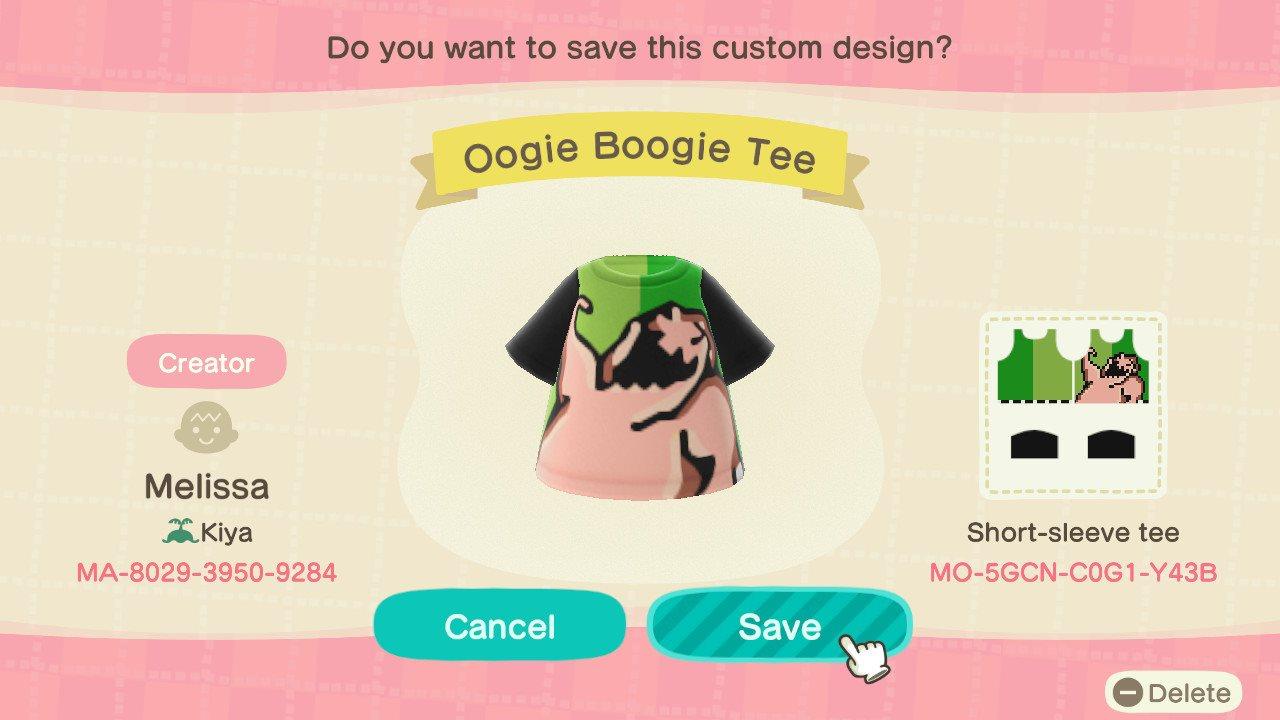 Do you want to save this custom design?
Oogie Boogie Tee
Creator
Melissa
Kiya
MA-8029-3950-9284
Short-sleeve tee
MO-5GCN-C0G1-Y43B
Cancel
Save
Delete